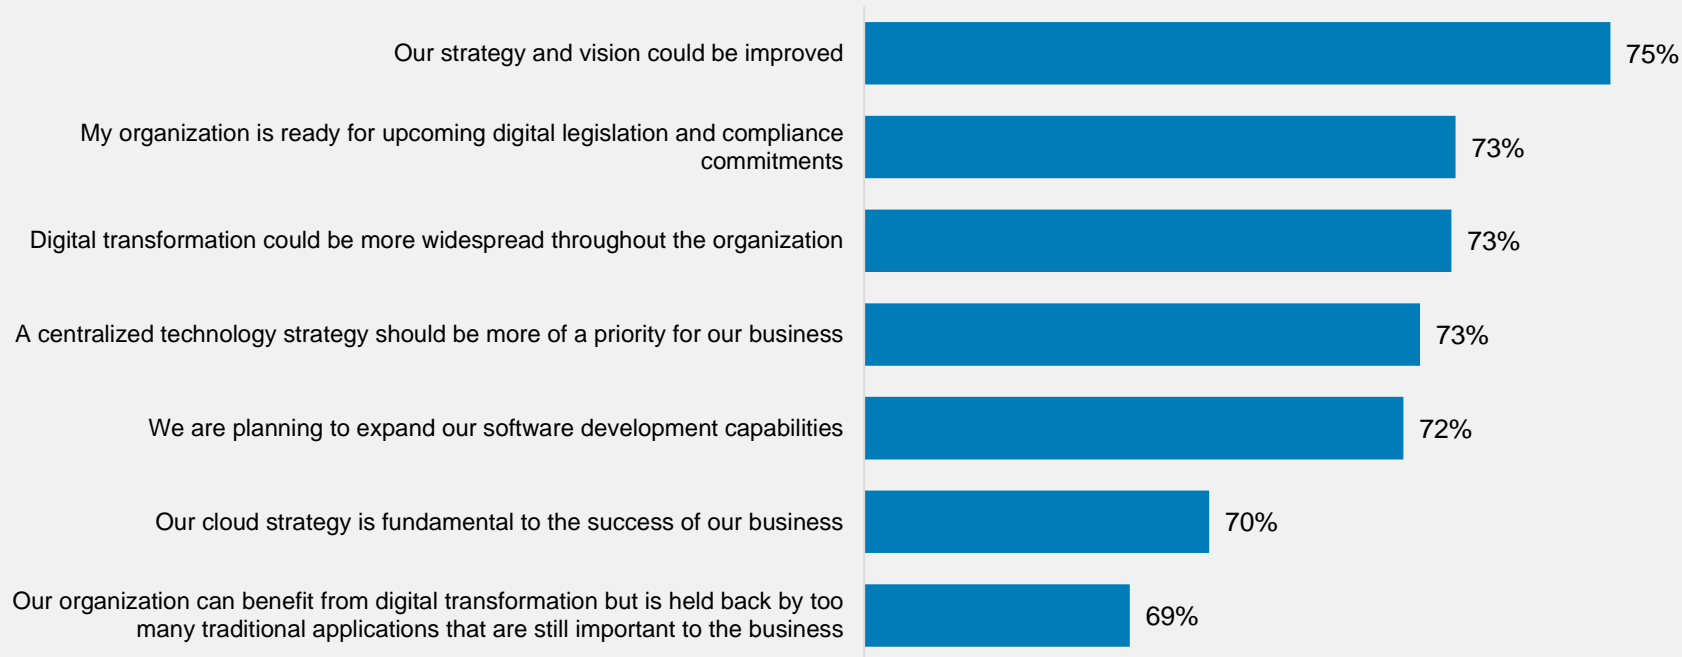 Our strategy and vision could be improved
75%
My organization is ready for upcoming digital legislation and compliance
commitments
73%
Digital transformation could be more widespread throughout the organization
73%
A centralized technology strategy should be more of a priority for our business
73%
We are planning to expand our software development capabilities
72%
Our cloud strategy is fundamental to the success of our business
70%
Our organization can benefit from digital transformation but is held back by too
many traditional applications that are still important to the business
69%